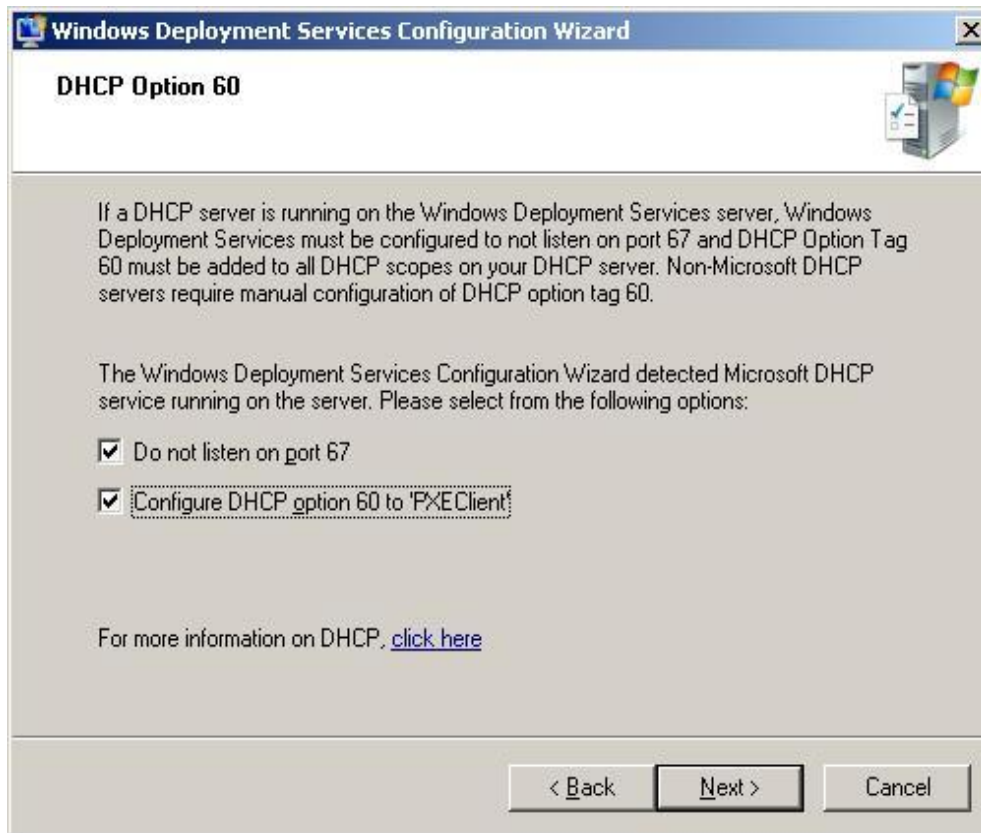 Windows Deployment Services Configuration Wizard
DHCP Option 60
If a DHCP server is running on the Windows Deployment Services server, Windows
Deployment Services must be configured to not listen on port 67 and DHCP Option Tag
60 must be added to all DHCP scopes on your DHCP server. Non-Microsoft DHCP
servers require manual configuration of DHCP option tag 60.
The Windows Deployment Services Configuration Wizard detected Microsoft DHCP
service running on the server. Please select from the following options:
Do not listen on port 67
Configure DHCP option 60 to 'PXEClient'
For more information on DHCP, click here
< Back Next > Cancel